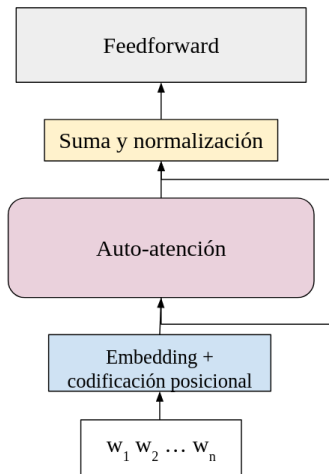 Feedforward
Suma y normalización
Auto-atención
Embedding +
codificación posicional
w₁ w₂ … wₙ